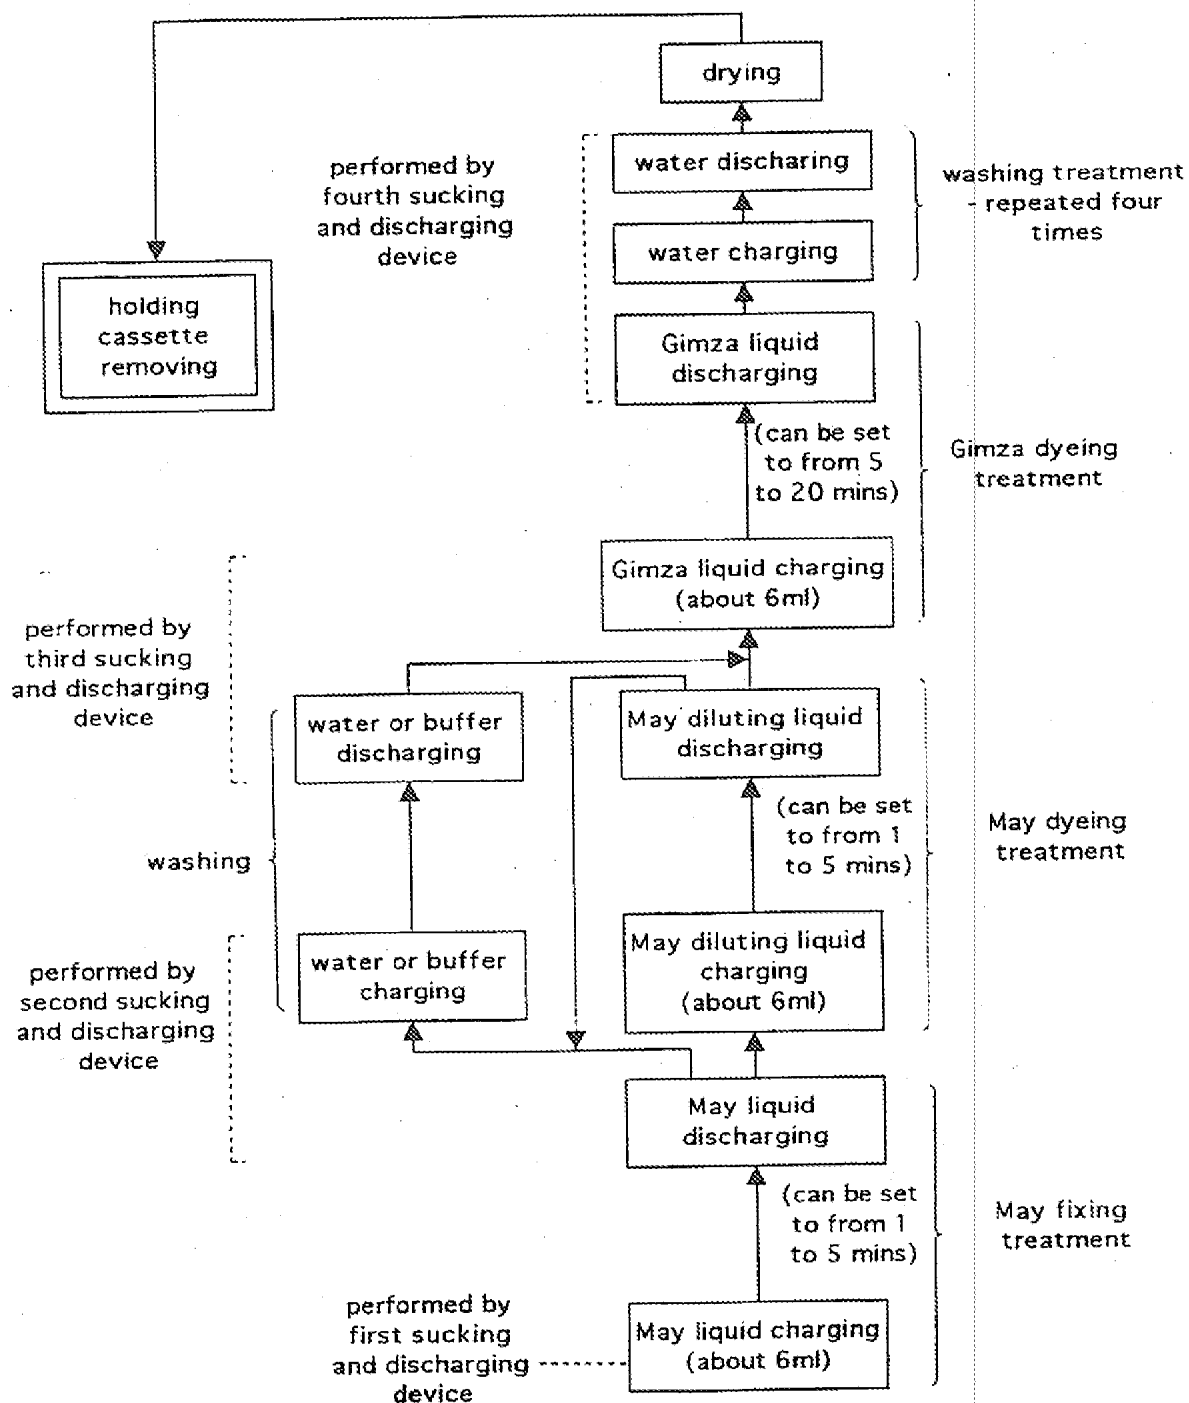 drying
performed by
fourth sucking
and discharging
device
water discharing
water charging
washing treatment
- repeated four
times
holding
cassette
removing
Gimza liquid
discharging
(can be set
to from 5
to 20 mins)
Gimza dyeing
treatment
Gimza liquid charging
(about 6ml)
performed by
third sucking
and discharging
device
water or buffer
discharging
May diluting liquid
discharging
(can be set
to from 1
to 5 mins)
May dyeing
treatment
washing
performed by
second sucking
and discharging
device
water or buffer
charging
May diluting liquid
charging
(about 6ml)
May liquid
discharging
(can be set
to from 1
to 5 mins)
May fixing
treatment
performed by
first sucking
and discharging
device
May liquid charging
(about 6ml)